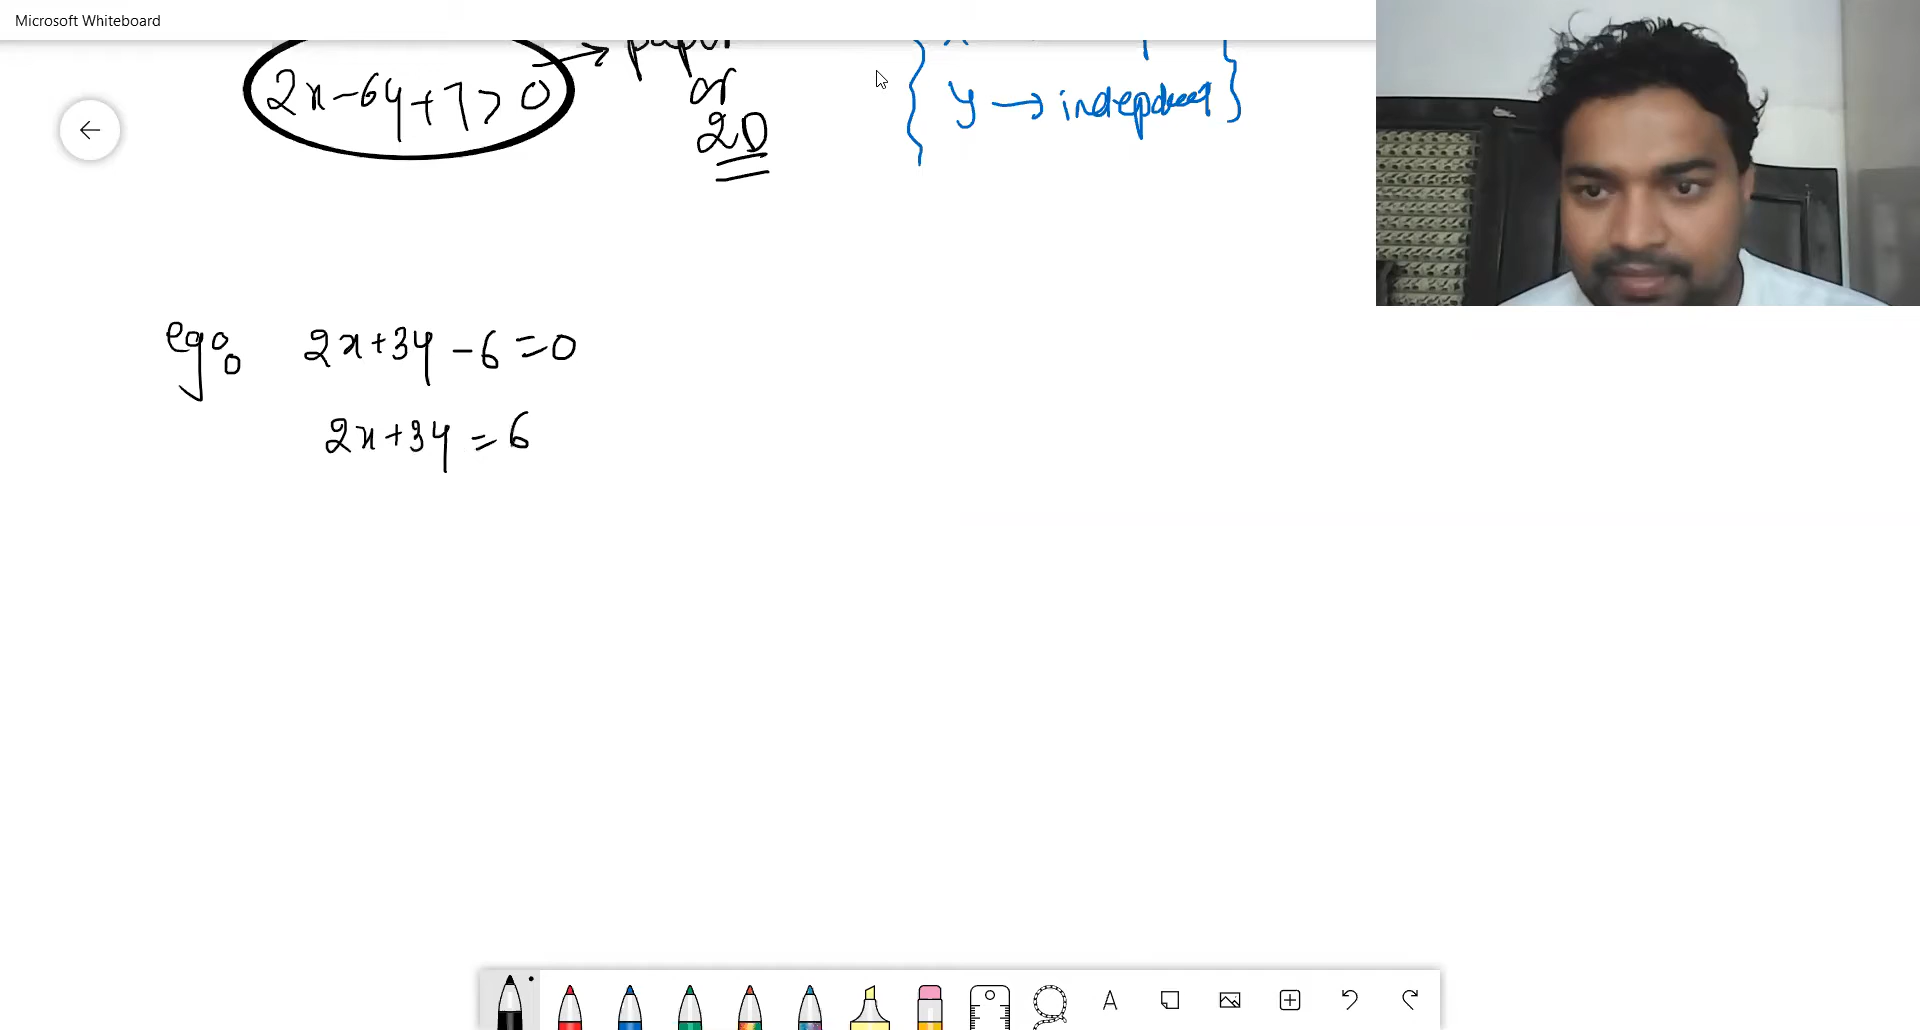 Microsoft Whiteboard
2x-6y+7>0
or
2D
y → independent
eg:
2x+3y-6=0
2x+3y=6
A